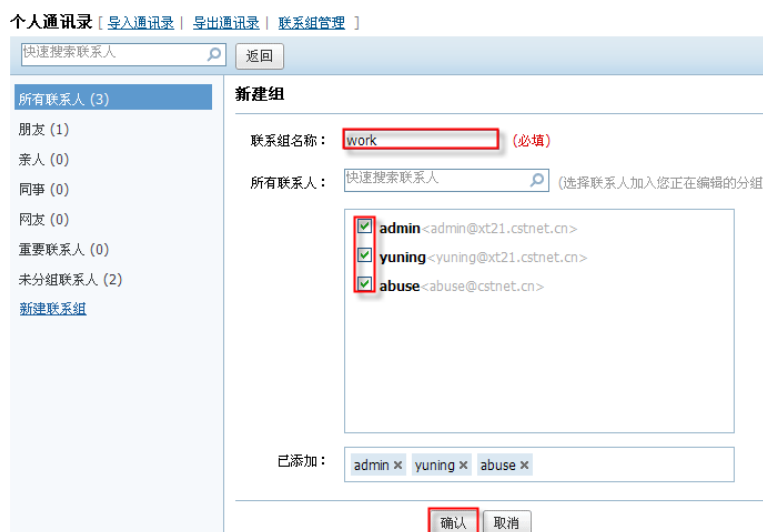 个人通讯录 [ 导入通讯录 | 导出通讯录 | 联系组管理 ]
快速搜索联系人 返回
所有联系人 (3)
朋友 (1)
亲人 (0)
同事 (0)
网友 (0)
重要联系人 (0)
未分组联系人 (2)
新建联系组
新建组
联系组名称： work (必填)
所有联系人： 快速搜索联系人 (选择联系人加入您正在编辑的分组
admin<admin@xt21.cstnet.cn>
yuning<yuning@xt21.cstnet.cn>
abuse<abuse@cstnet.cn>
已添加： admin × yuning × abuse ×
确认 取消